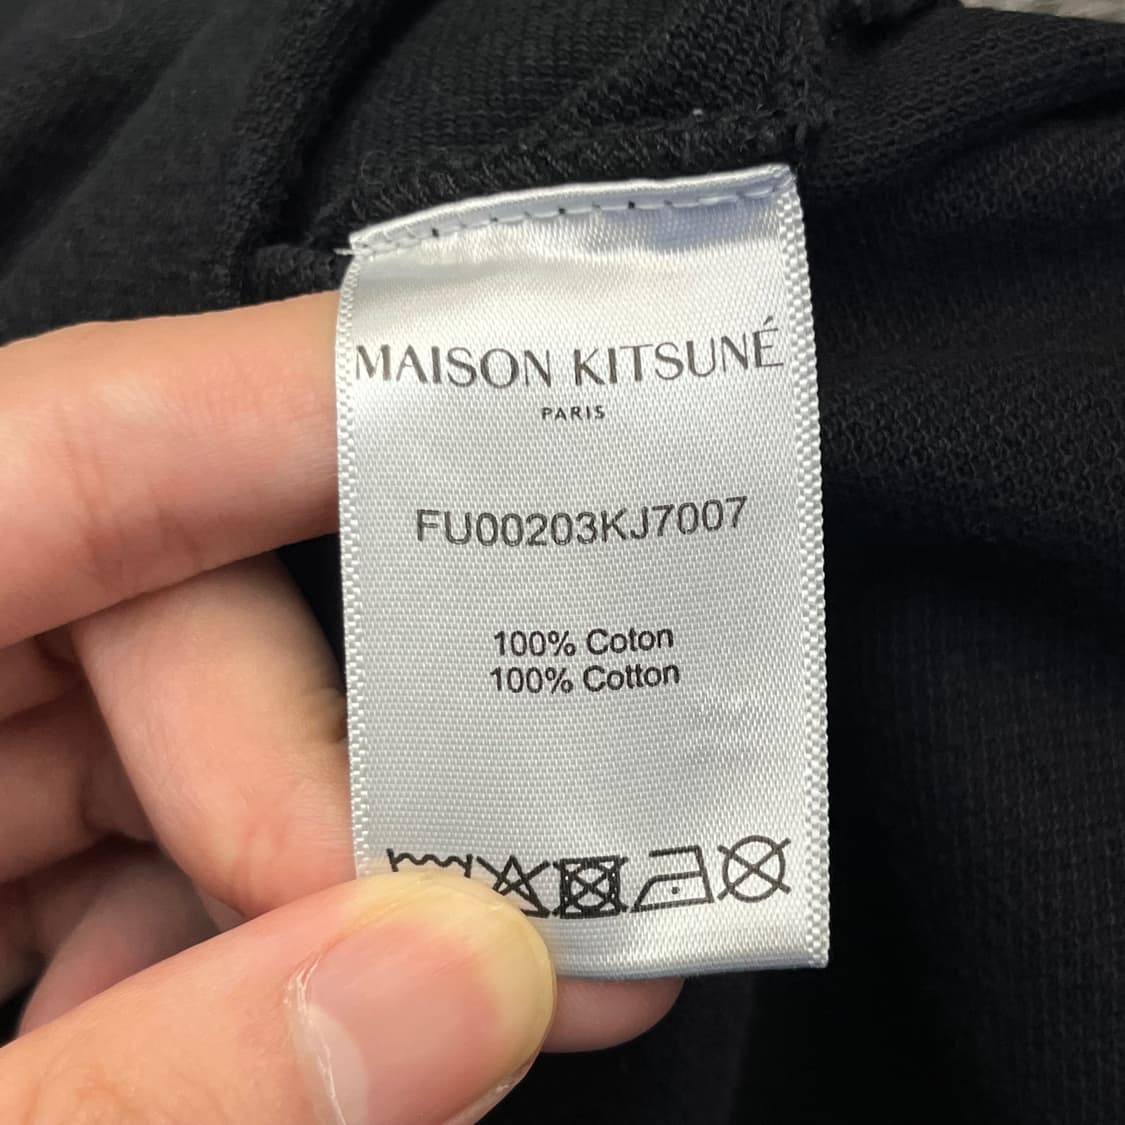 MAISON KITSUNÉ
PARIS
FU00203KJ7007
100% Coton
100% Cotton